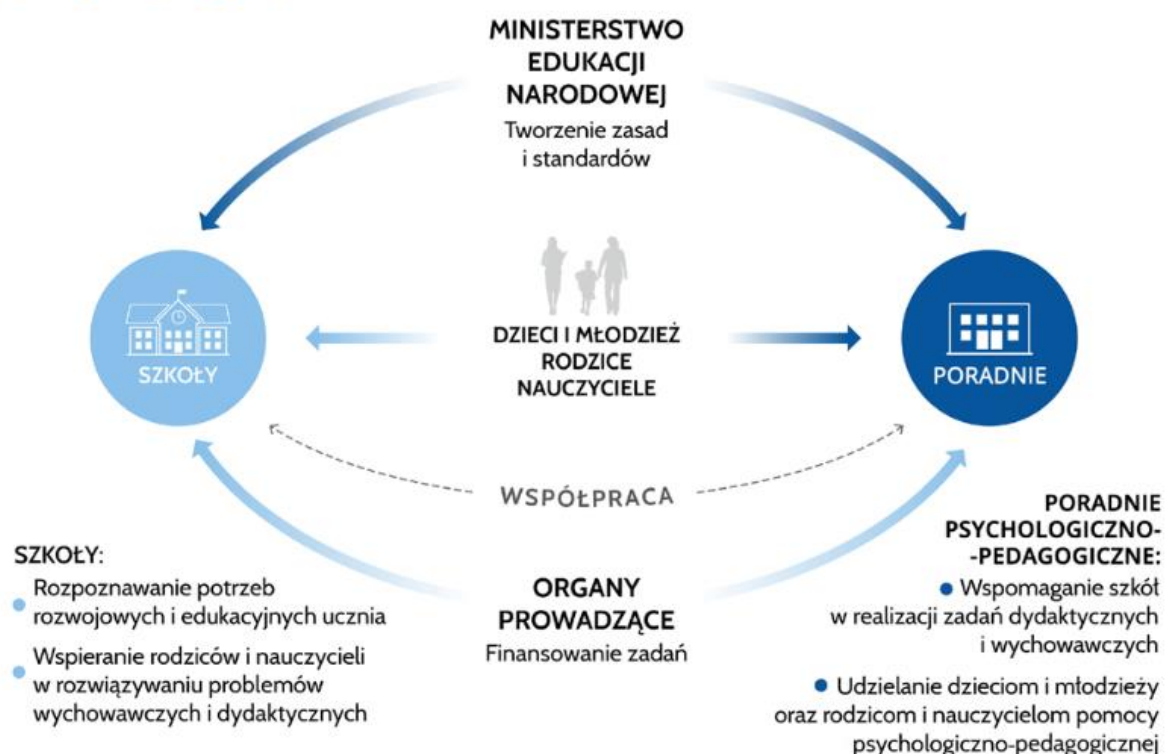 MINISTERSTWO
EDUKACJI
NARODOWEJ
Tworzenie zasad
i standardów
SZKOŁY
DZIECI I MŁODZIEŻ
RODZICE
NAUCZYCIELE
PORADNIE
WSPÓŁPRACA
SZKOŁY:
Rozpoznawanie potrzeb
rozwojowych i edukacyjnych ucznia
Wspieranie rodziców i nauczycieli
w rozwiązywaniu problemów
wychowawczych i dydaktycznych
ORGANY
PROWADZĄCE
Finansowanie zadań
PORADNIE
PSYCHOLOGICZNO-
-PEDAGOGICZNE:
Wspomaganie szkół
w realizacji zadań dydaktycznych
i wychowawczych
Udzielanie dzieciom i młodzieży
oraz rodzicom i nauczycielom pomocy
psychologiczno-pedagogicznej